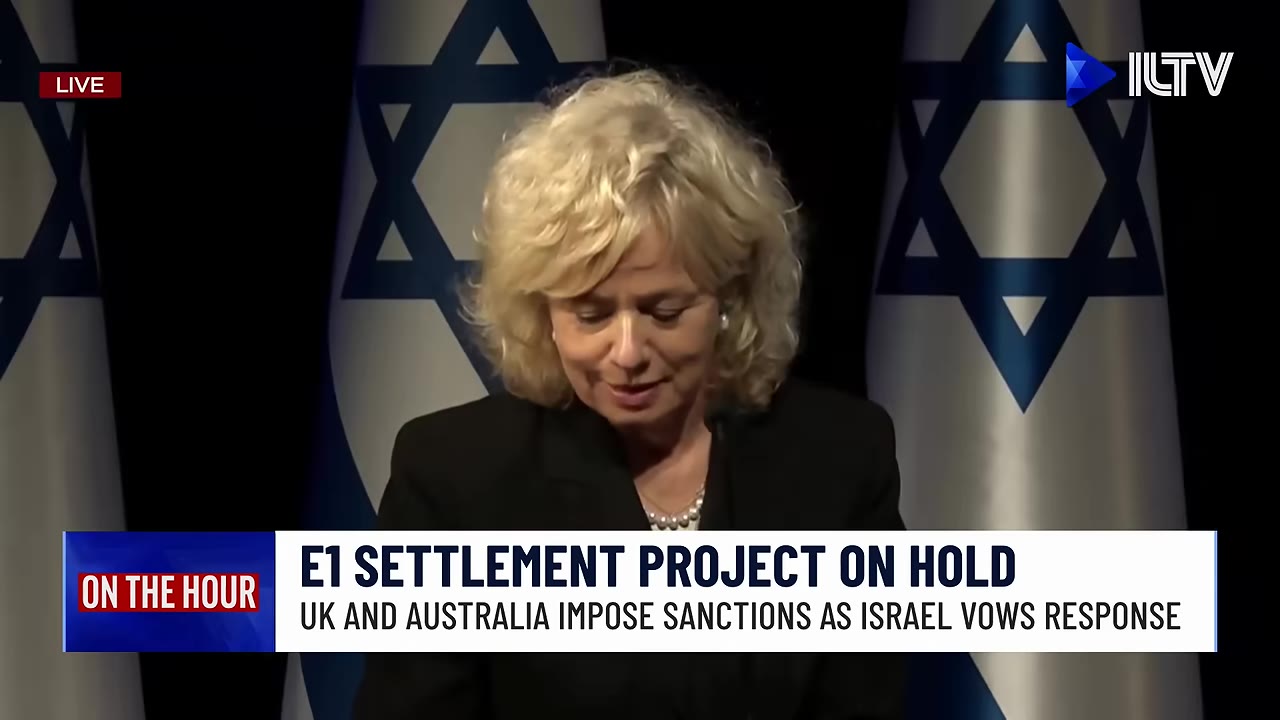 LIVE
ILTV
ON THE HOUR
E1 SETTLEMENT PROJECT ON HOLD
UK AND AUSTRALIA IMPOSE SANCTIONS AS ISRAEL VOWS RESPONSE